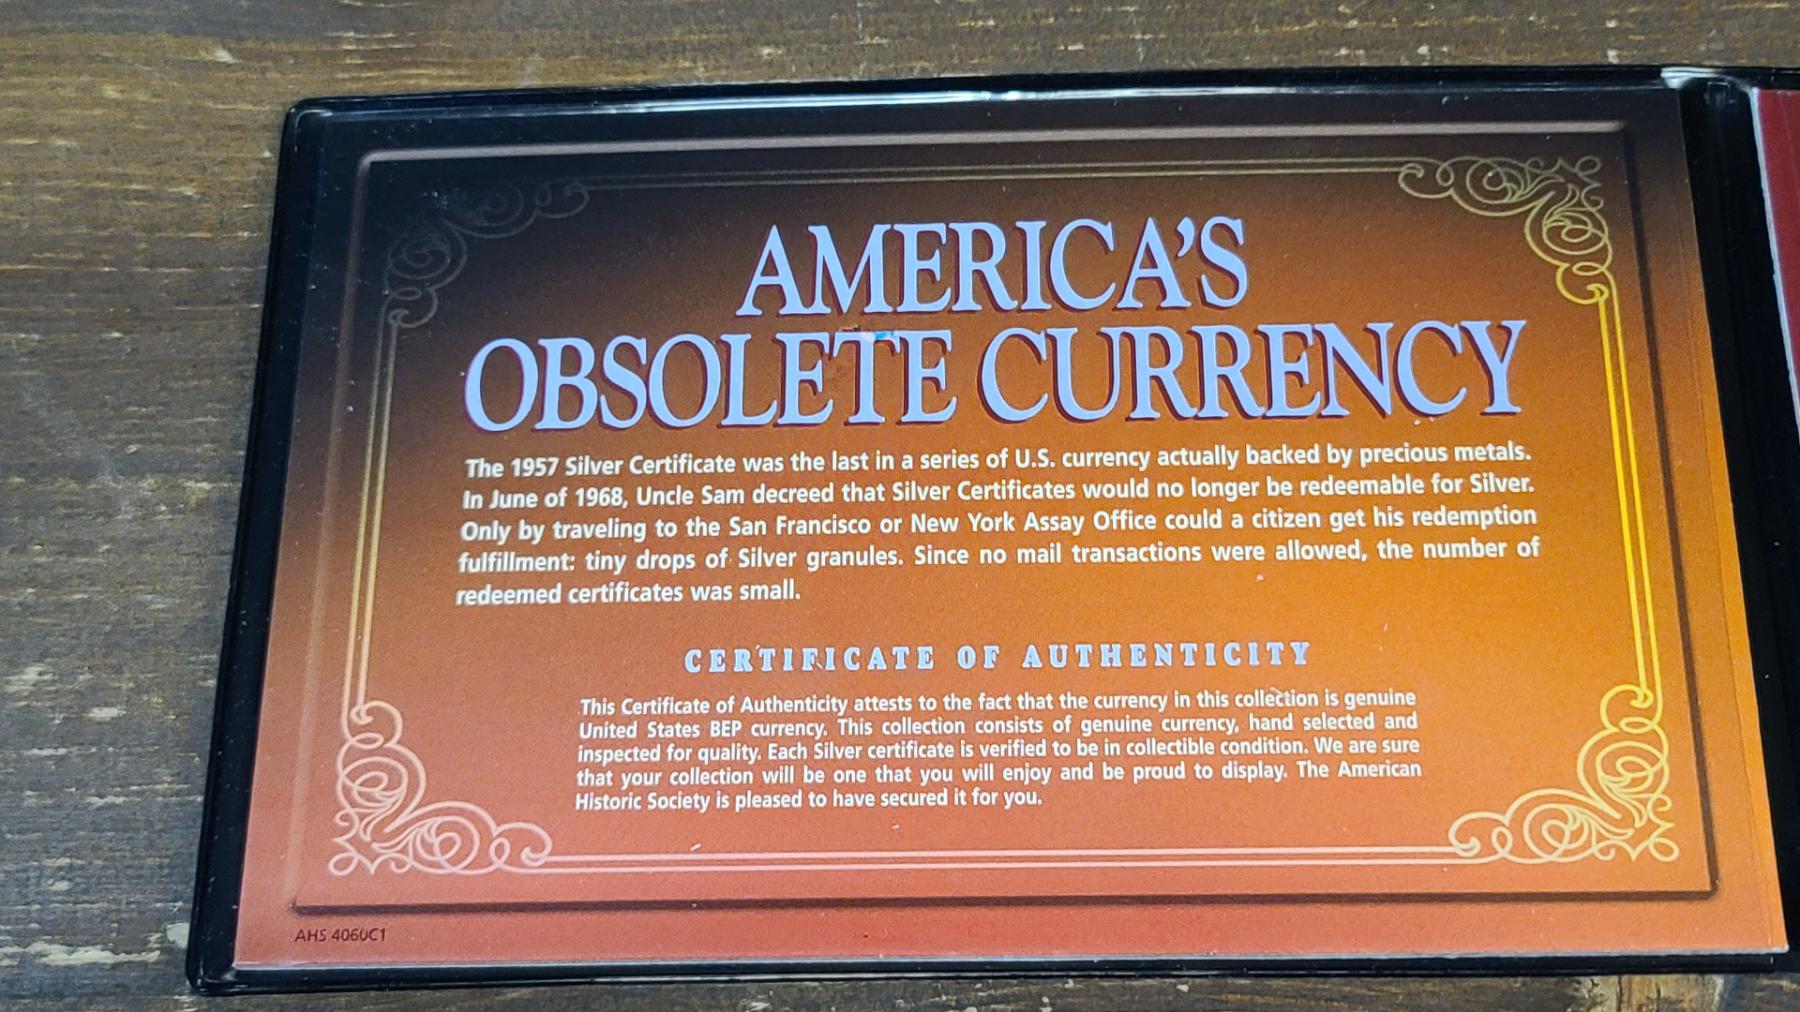 AMERICA'S
OBSOLETE CURRENCY
The 1957 Silver Certificate was the last in a series of U.S. currency actually backed by precious metals.
In June of 1968, Uncle Sam decreed that Silver Certificates would no longer be redeemable for Silver.
Only by traveling to the San Francisco or New York Assay Office could a citizen get his redemption
fulfillment: tiny drops of Silver granules. Since no mail transactions were allowed, the number of
redeemed certificates was small.
CERTIFICATE OF AUTHENTICITY
This Certificate of Authenticity attests to the fact that the currency in this collection is genuine
United States BEP currency. This collection consists of genuine currency, hand selected and
inspected for quality. Each Silver certificate is verified to be in collectible condition. We are sure
that your collection will be one that you will enjoy and be proud to display. The American
Historic Society is pleased to have secured it for you.
AHS 4060C1